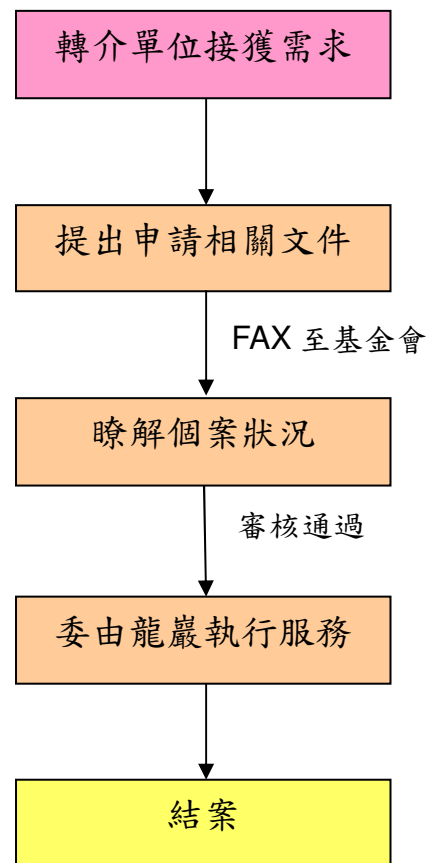 轉介單位接獲需求
提出申請相關文件
FAX 至基金會
瞭解個案狀況
審核通過
委由龍巖執行服務
結案